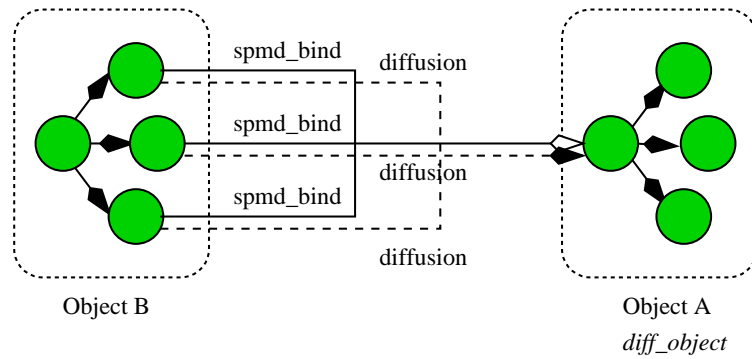 spmd_bind
diffusion
spmd_bind
diffusion
spmd_bind
diffusion
Object B
Object A
diff_object